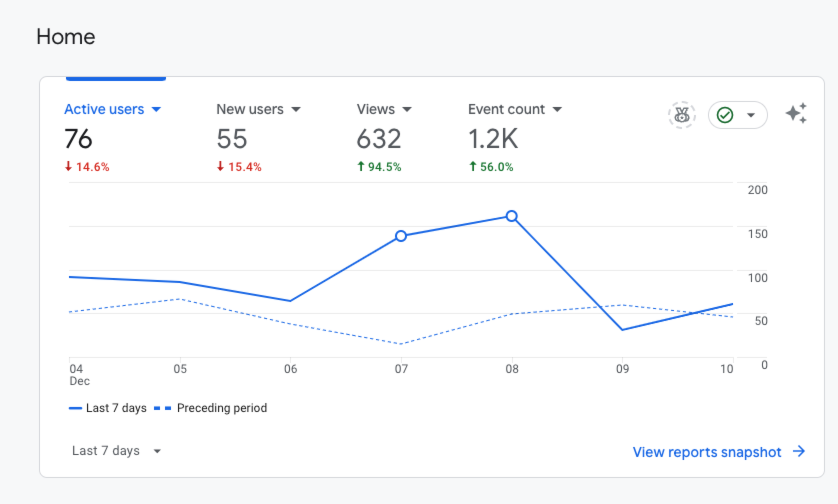 Home
Active users New users Views Event count
76 55 632 1.2K
↓ 14.6% ↓ 15.4% ↑ 94.5% ↑ 56.0%
200
150
100
50
0
04 05 06 07 08 09 10
Dec
Last 7 days Preceding period
Last 7 days View reports snapshot →